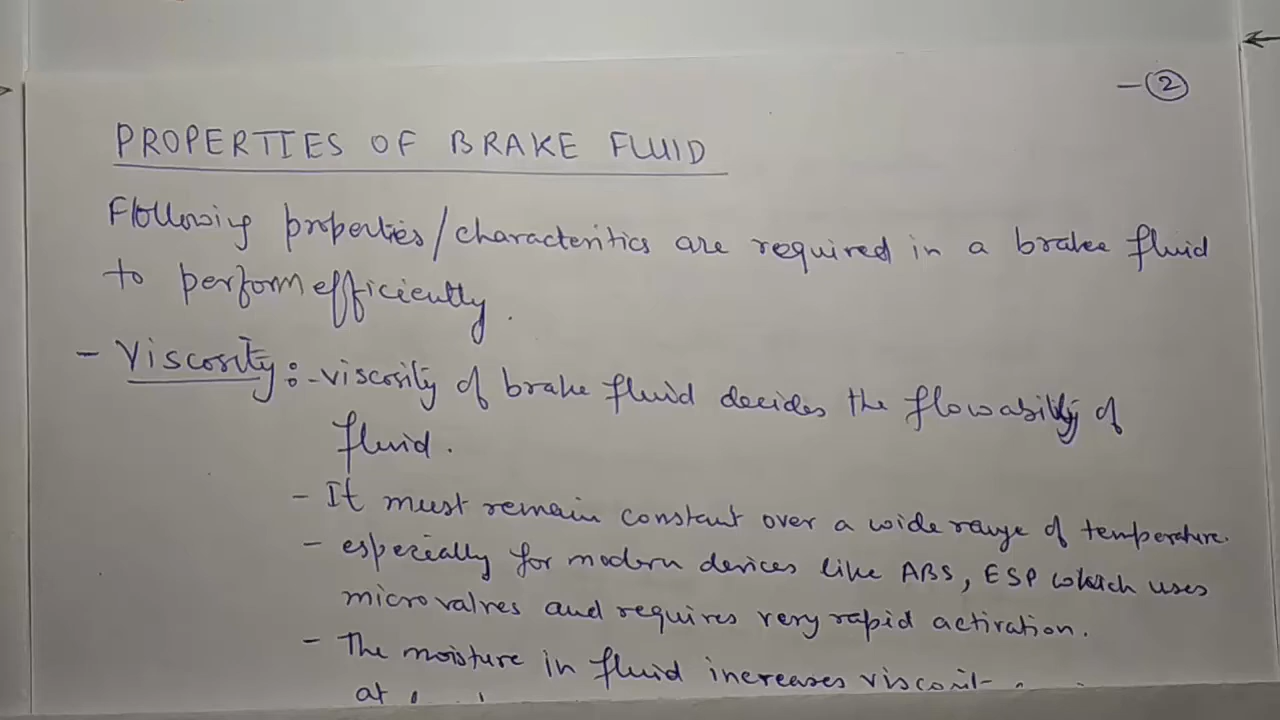 - ②
PROPERTIES OF BRAKE FLUID
Following properties/characteritics are required in a brake fluid
to perform efficiently.
- Viscosity :- viscosity of brake fluid decides the flowability of
fluid.
- It must remain constant over a wide range of temperature.
- especially for modern devices like ABS, ESP which uses
microvalves and requires very rapid activation.
- The moisture in fluid increases
at